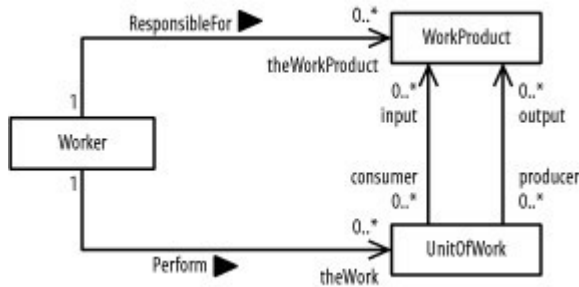 ResponsibleFor
0..*
WorkProduct
theWorkProduct
0..*
input
0..*
output
1
Worker
1
consumer
0..*
producer
0..*
0..*
UnitOfWork
Perform
theWork